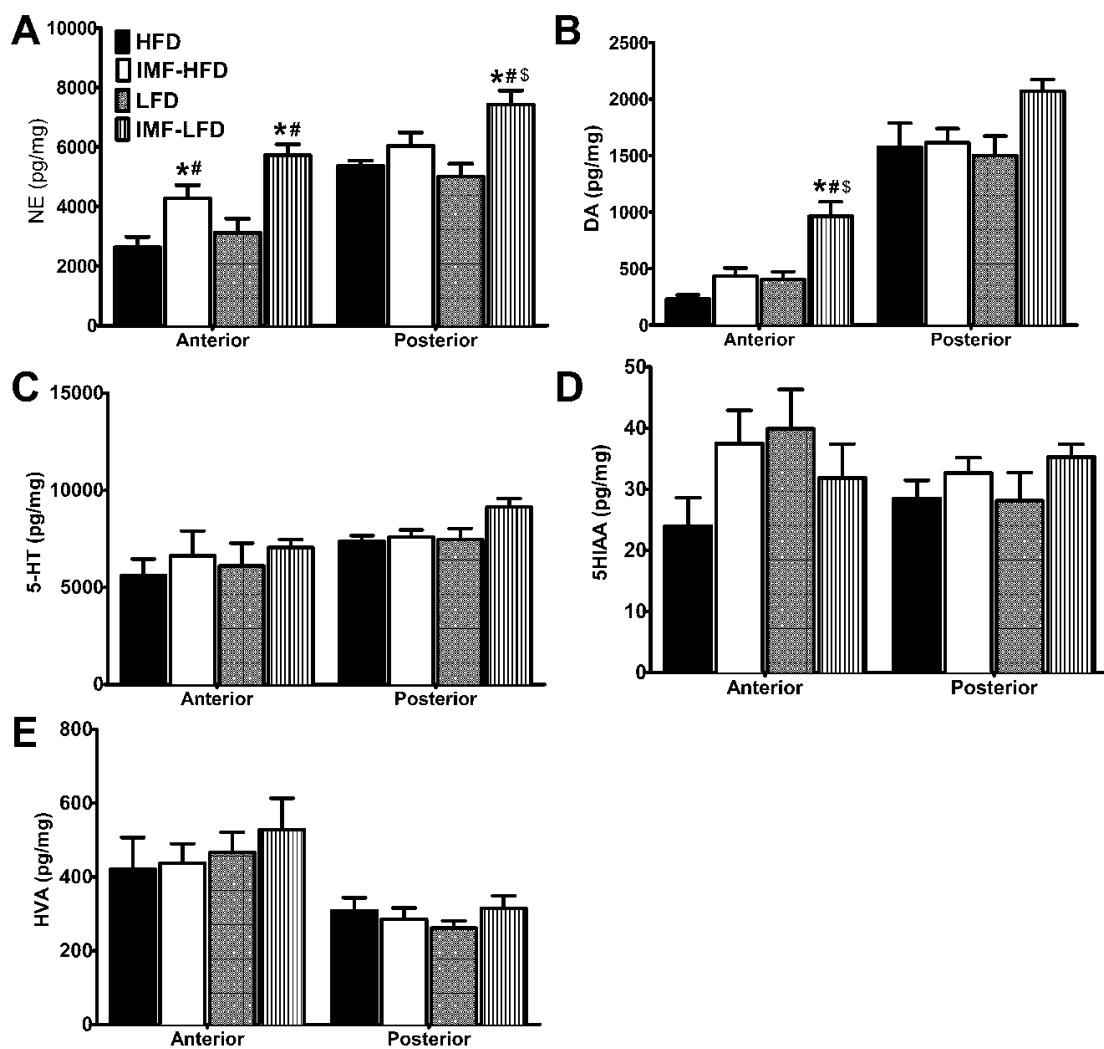 A
HFD
IMF-HFD
LFD
IMF-LFD
NE (pg/mg)
10000
8000
6000
4000
2000
0
*#
*#
*#$
Anterior
Posterior
B
DA (pg/mg)
2500
2000
1500
1000
500
0
*#$
Anterior
Posterior
C
5-HT (pg/mg)
15000
10000
5000
0
Anterior
Posterior
D
5HIAA (pg/mg)
50
40
30
20
10
0
Anterior
Posterior
E
HVA (pg/mg)
800
600
400
200
0
Anterior
Posterior